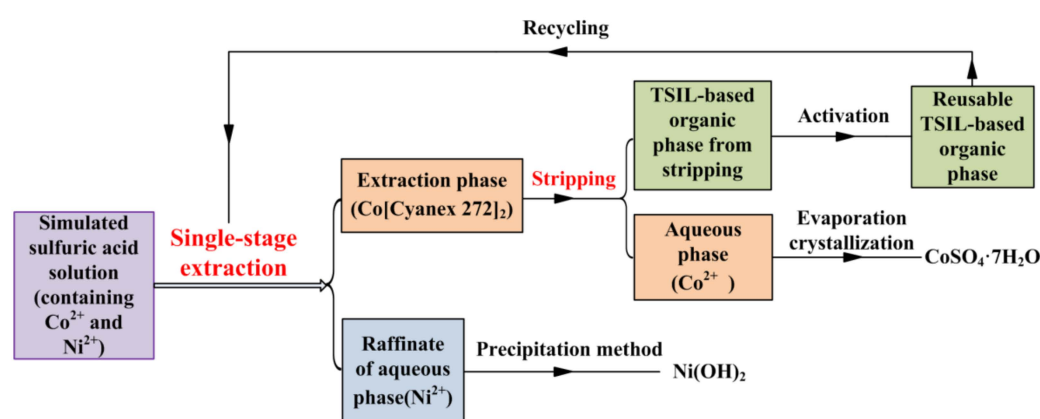 Recycling
TSIL-based
organic
phase from
stripping
Activation
Reusable
TSIL-based
organic
phase
Extraction phase
(Co[Cyanex 272]₂)
Stripping
Simulated
sulfuric acid
solution
(containing
Co²⁺ and
Ni²⁺)
Single-stage
extraction
Aqueous
phase
(Co²⁺ )
Evaporation
crystallization
CoSO₄·7H₂O
Raffinate
of aqueous
phase(Ni²⁺)
Precipitation method
Ni(OH)₂